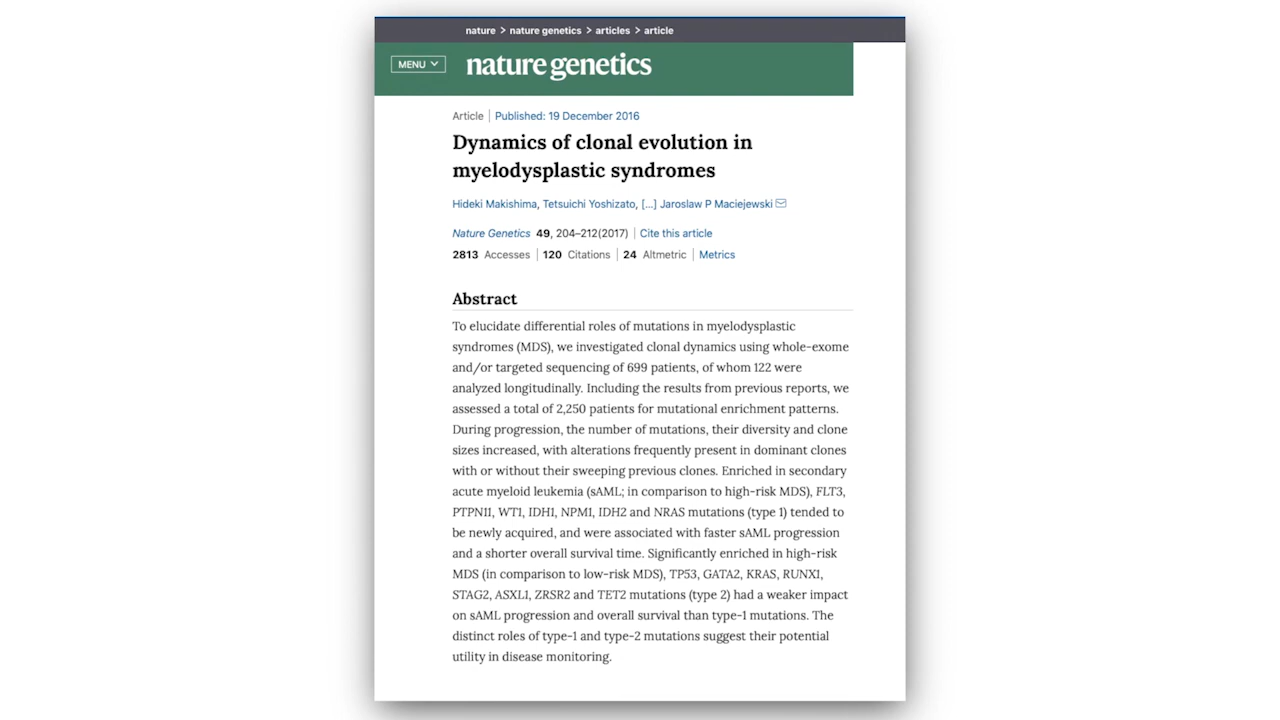 nature > nature genetics > articles > article
MENU
nature genetics
Article | Published: 19 December 2016
Dynamics of clonal evolution in
myelodysplastic syndromes
Hideki Makishima, Tetsuichi Yoshizato, [...] Jaroslaw P Maciejewski
Nature Genetics 49, 204–212(2017) | Cite this article
2813 Accesses | 120 Citations | 24 Altmetric | Metrics
Abstract
To elucidate differential roles of mutations in myelodysplastic
syndromes (MDS), we investigated clonal dynamics using whole-exome
and/or targeted sequencing of 699 patients, of whom 122 were
analyzed longitudinally. Including the results from previous reports, we
assessed a total of 2,250 patients for mutational enrichment patterns.
During progression, the number of mutations, their diversity and clone
sizes increased, with alterations frequently present in dominant clones
with or without their sweeping previous clones. Enriched in secondary
acute myeloid leukemia (sAML; in comparison to high-risk MDS), FLT3,
PTPN11, WT1, IDH1, NPM1, IDH2 and NRAS mutations (type 1) tended to
be newly acquired, and were associated with faster sAML progression
and a shorter overall survival time. Significantly enriched in high-risk
MDS (in comparison to low-risk MDS), TP53, GATA2, KRAS, RUNX1,
STAG2, ASXL1, ZRSR2 and TET2 mutations (type 2) had a weaker impact
on sAML progression and overall survival than type-1 mutations. The
distinct roles of type-1 and type-2 mutations suggest their potential
utility in disease monitoring.